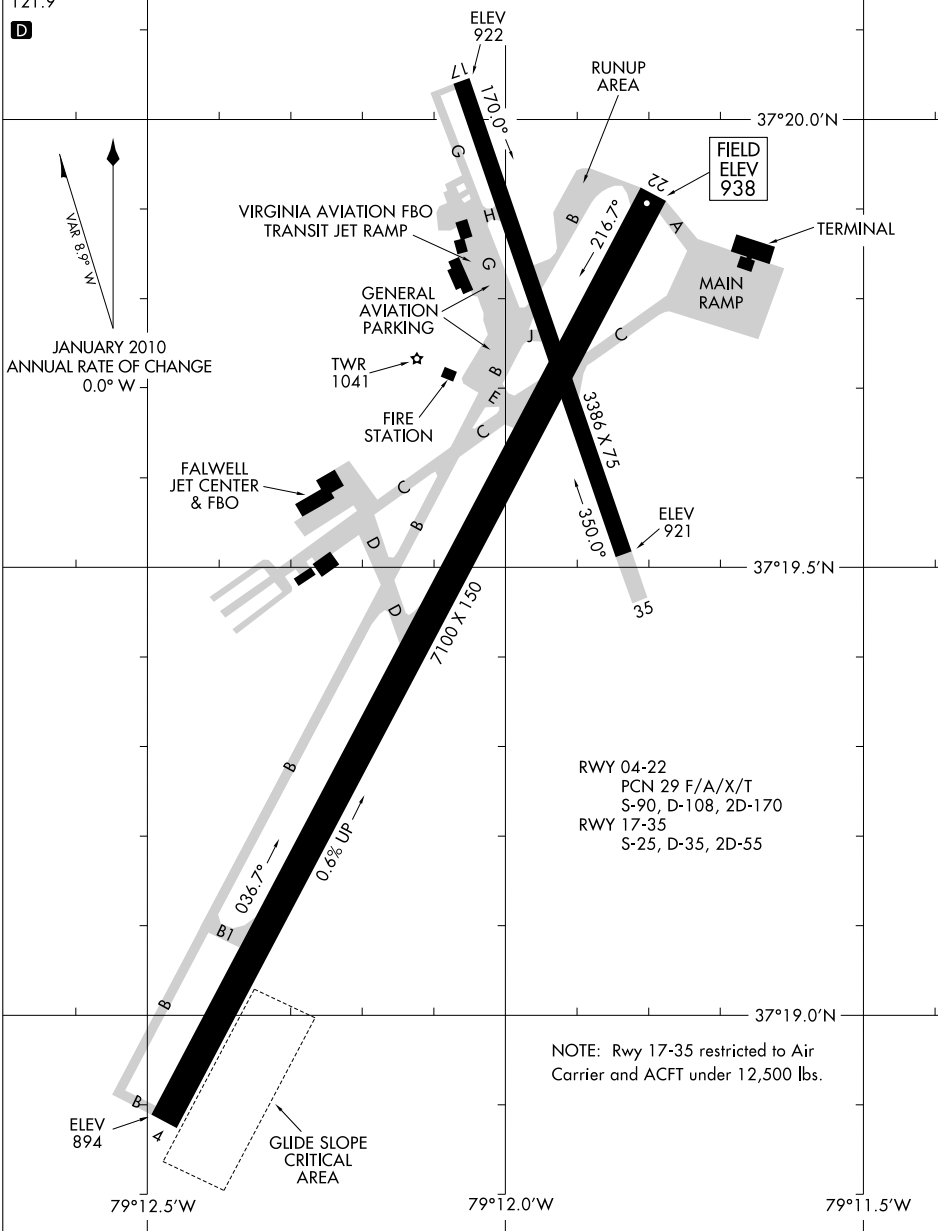 121.9
D
ELEV
922
17
170.0°
RUNUP
AREA
37°20.0'N
FIELD
ELEV
938
22
VAR 8.9° W
JANUARY 2010
ANNUAL RATE OF CHANGE
0.0° W
VIRGINIA AVIATION FBO
TRANSIT JET RAMP
G
H
G
B
216.7°
A
TERMINAL
MAIN
RAMP
GENERAL
AVIATION
PARKING
J
C
TWR
1041
FIRE
STATION
B
E
C
3386 X 75
FALWELL
JET CENTER
& FBO
C
B
D
350.0°
ELEV
921
37°19.5'N
35
D
7100 X 150
B
RWY 04-22
PCN 29 F/A/X/T
S-90, D-108, 2D-170
RWY 17-35
S-25, D-35, 2D-55
036.7°
0.6% UP
B1
B
37°19.0'N
NOTE: Rwy 17-35 restricted to Air
Carrier and ACFT under 12,500 lbs.
B
ELEV
894
4
GLIDE SLOPE
CRITICAL
AREA
79°12.5'W
79°12.0'W
79°11.5'W